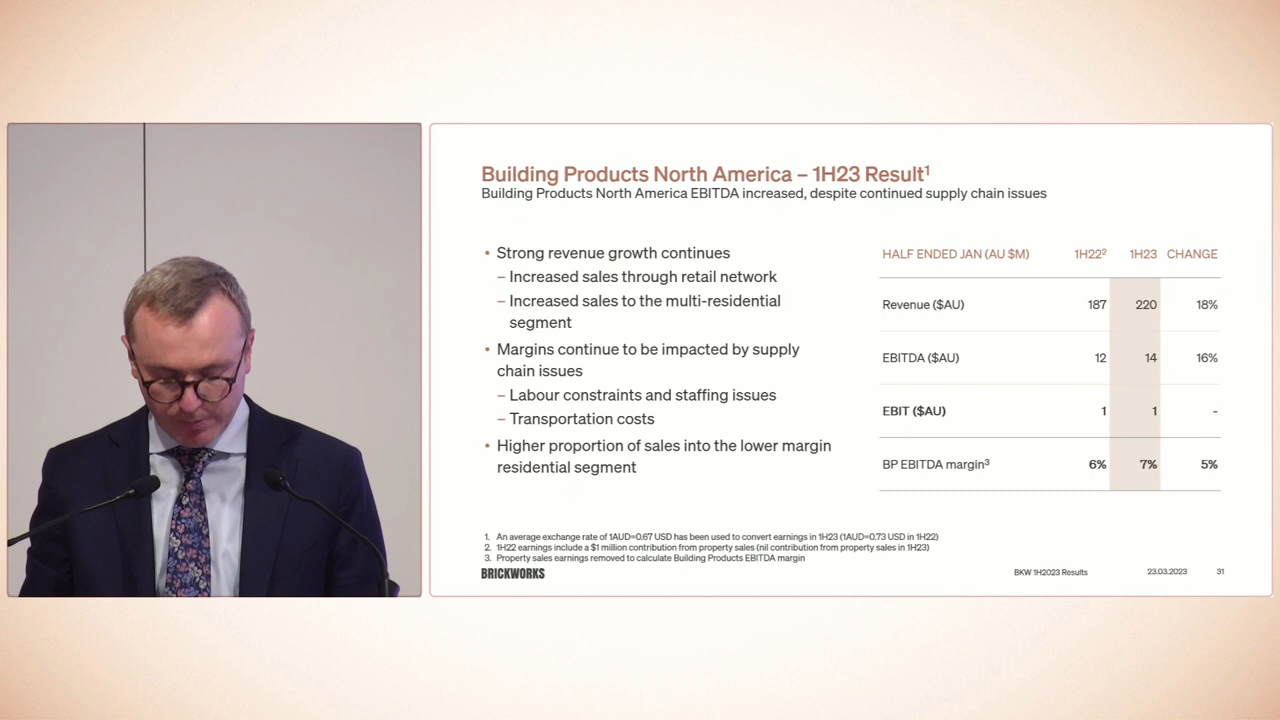 Building Products North America – 1H23 Result¹
Building Products North America EBITDA increased, despite continued supply chain issues
• Strong revenue growth continues
– Increased sales through retail network
– Increased sales to the multi-residential
segment
• Margins continue to be impacted by supply
chain issues
– Labour constraints and staffing issues
– Transportation costs
• Higher proportion of sales into the lower margin
residential segment
HALF ENDED JAN (AU $M) 1H22² 1H23 CHANGE
Revenue ($AU) 187 220 18%
EBITDA ($AU) 12 14 16%
EBIT ($AU) 1 1 -
BP EBITDA margin³ 6% 7% 5%
1. An average exchange rate of 1AUD=0.67 USD has been used to convert earnings in 1H23 (1AUD=0.73 USD in 1H22)
2. 1H22 earnings include a $1 million contribution from property sales (nil contribution from property sales in 1H23)
3. Property sales earnings removed to calculate Building Products EBITDA margin
BRICKWORKS
BKW 1H2023 Results 23.03.2023 31